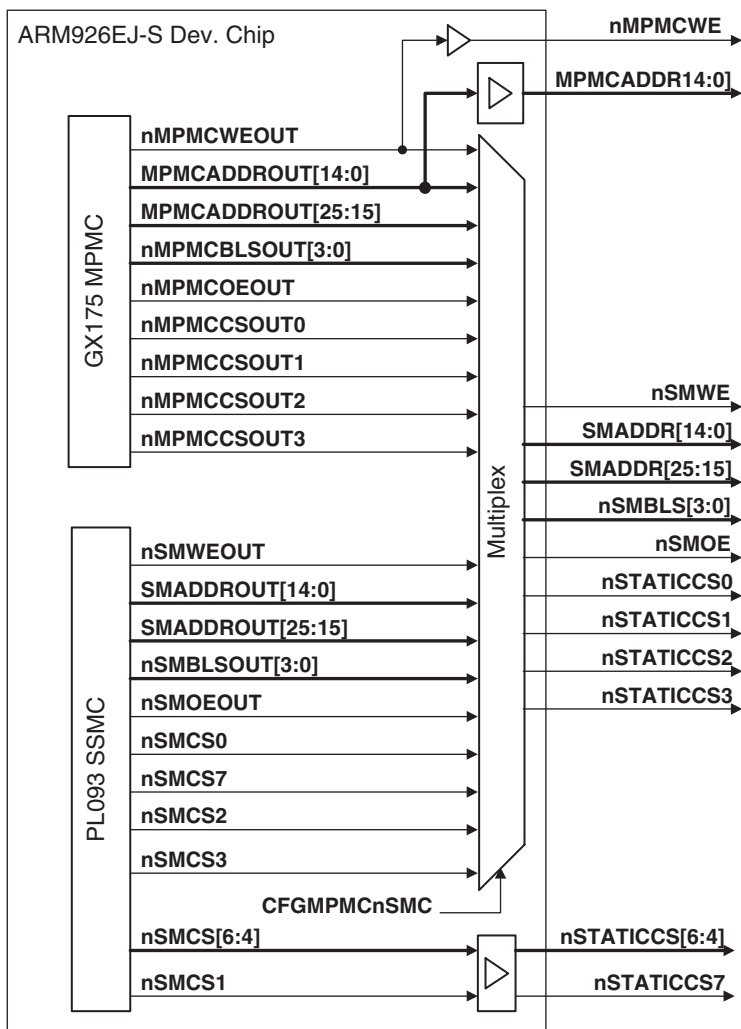 ARM926EJ-S Dev. Chip
nMPMCWE
MPMCADDR14:0]
GX175 MPMC
nMPMCWEOUT
MPMCADDROUT[14:0]
MPMCADDROUT[25:15]
nMPMCBLSOUT[3:0]
nMPMCOEOUT
nMPMCCSOUT0
nMPMCCSOUT1
nMPMCCSOUT2
nMPMCCSOUT3
Multiplex
nSMWE
SMADDR[14:0]
SMADDR[25:15]
nSMBLS[3:0]
nSMOE
nSTATICCS0
nSTATICCS1
nSTATICCS2
nSTATICCS3
PL093 SSMC
nSMWEOUT
SMADDROUT[14:0]
SMADDROUT[25:15]
nSMBLSOUT[3:0]
nSMOEOUT
nSMCS0
nSMCS7
nSMCS2
nSMCS3
CFGMPMCnSMC
nSMCS[6:4]
nSMCS1
nSTATICCS[6:4]
nSTATICCS7